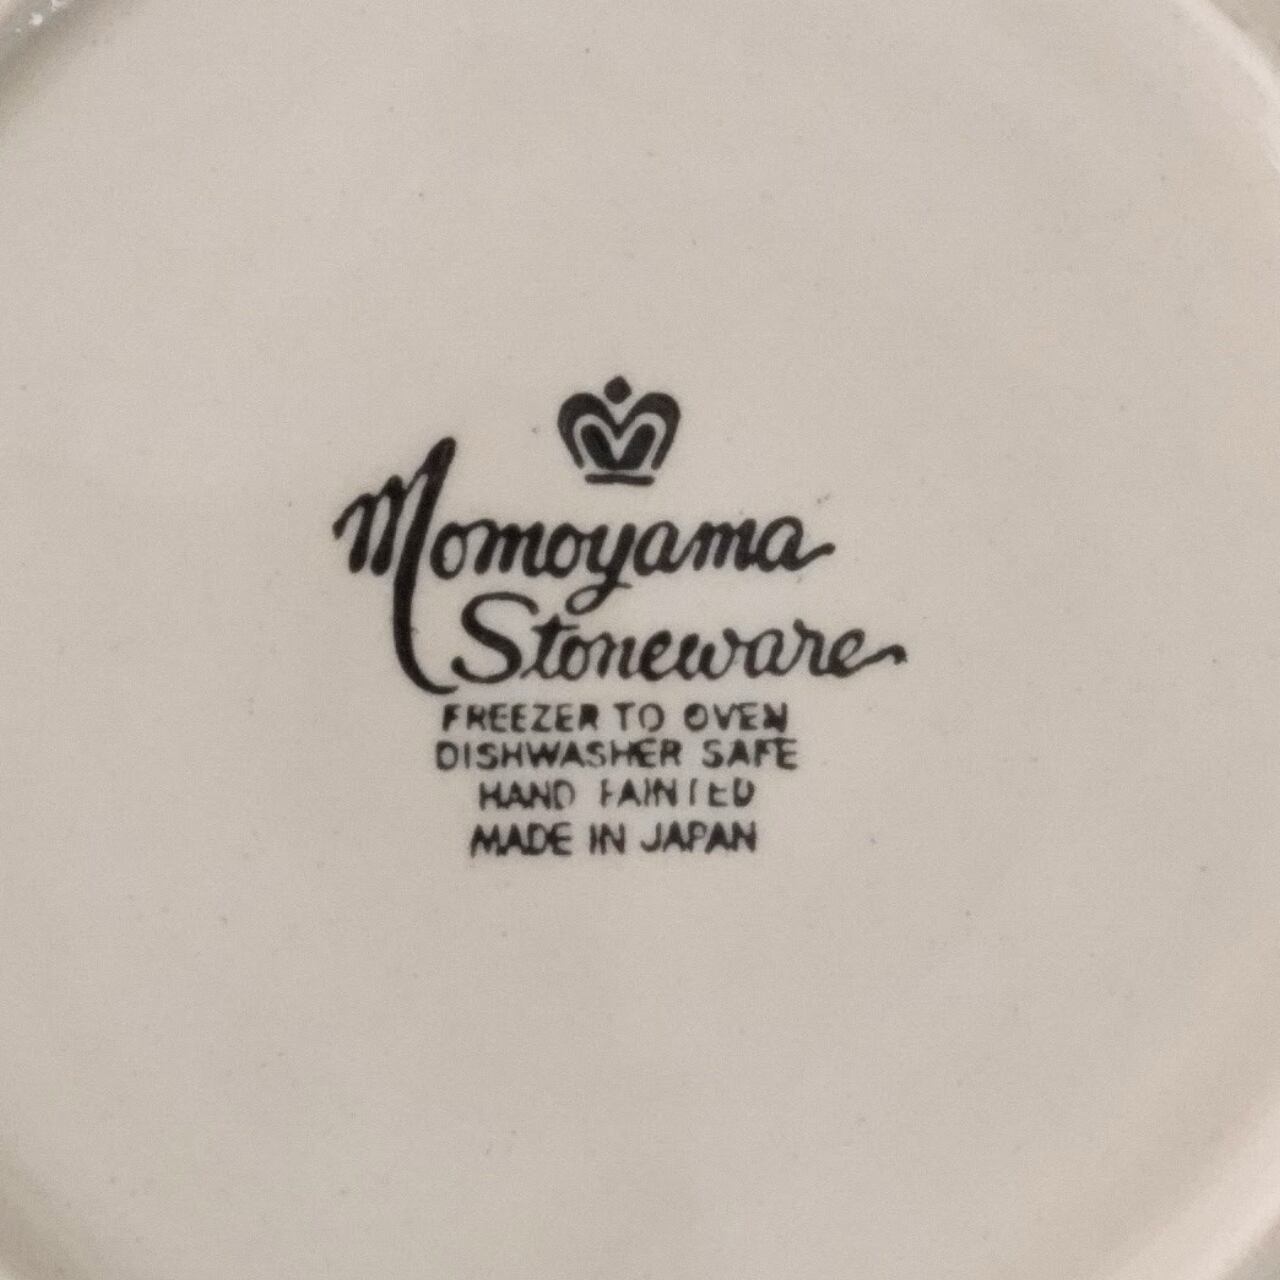 Momoyama
Stoneware
FREEZER TO OVEN
DISHWASHER SAFE
HAND PAINTED
MADE IN JAPAN